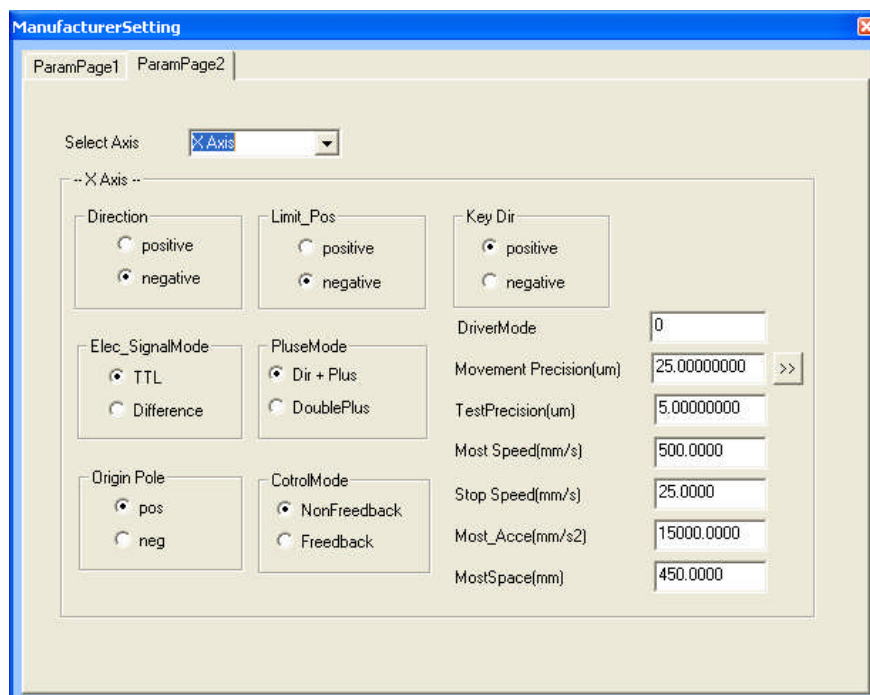 ManufacturerSetting
ParamPage1 ParamPage2
Select Axis X Axis
-- X Axis --
Direction
positive
negative
Limit_Pos
positive
negative
Key Dir
positive
negative
Elec_SignalMode
TTL
Difference
PluseMode
Dir + Plus
DoublePlus
Origin Pole
pos
neg
CotrolMode
NonFreedback
Freedback
DriverMode 0
Movement Precision(um) 25.00000000 >>
TestPrecision(um) 5.00000000
Most Speed(mm/s) 500.0000
Stop Speed(mm/s) 25.0000
Most_Acce(mm/s2) 15000.0000
MostSpace(mm) 450.0000